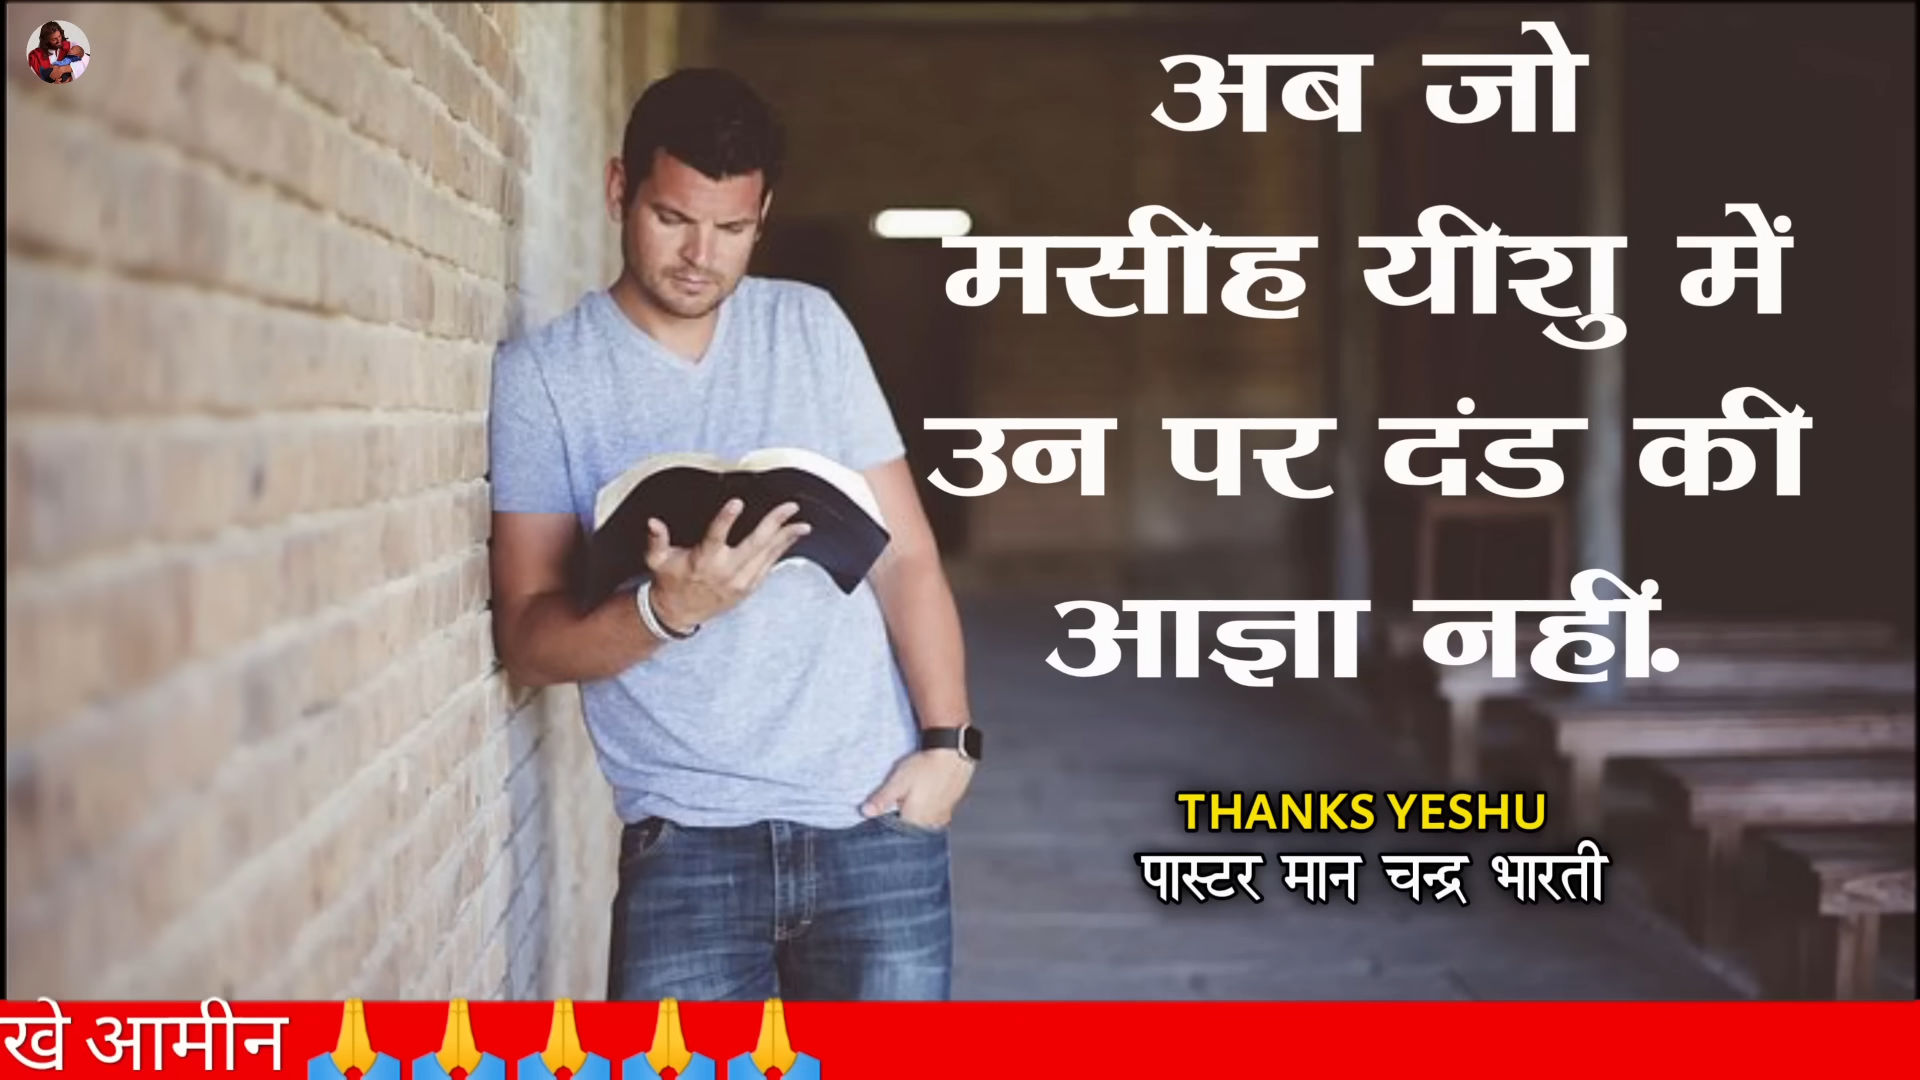 अब जो
मसीह यीशु में
उन पर दंड की
आज्ञा नहीं.
THANKS YESHU
पास्टर मान चन्द्र भारती
खे आमीन 🙏🙏🙏🙏🙏